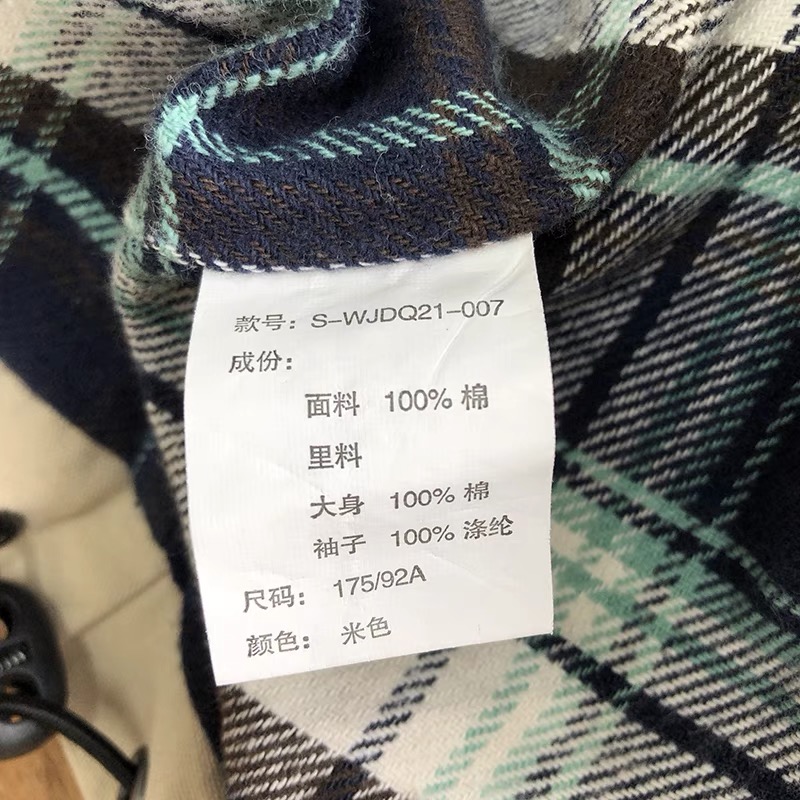 款号：S-WJDQ21-007
成份：
面料 100% 棉
里料
大身 100% 棉
袖子 100% 涤纶
尺码：175/92A
颜色：米色